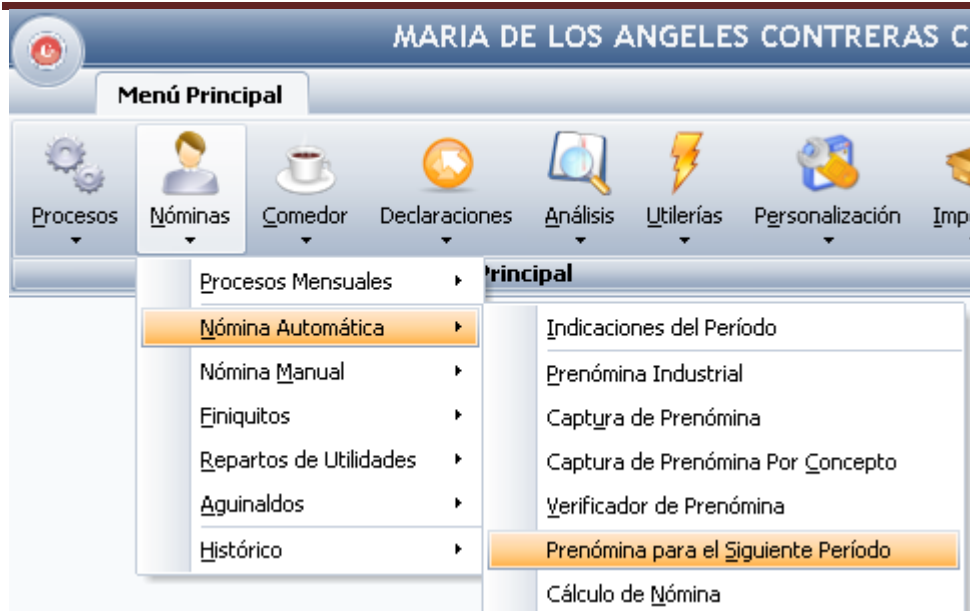 MARIA DE LOS ANGELES CONTRERAS C
Menú Principal
Procesos
Nóminas
Comedor
Declaraciones
Análisis
Utilerías
Personalización
Imp
Principal
Procesos Mensuales
Nómina Automática
Nómina Manual
Finiquitos
Repartos de Utilidades
Aguinaldos
Histórico
Indicaciones del Período
Prenómina Industrial
Captura de Prenómina
Captura de Prenómina Por Concepto
Verificador de Prenómina
Prenómina para el Siguiente Período
Cálculo de Nómina